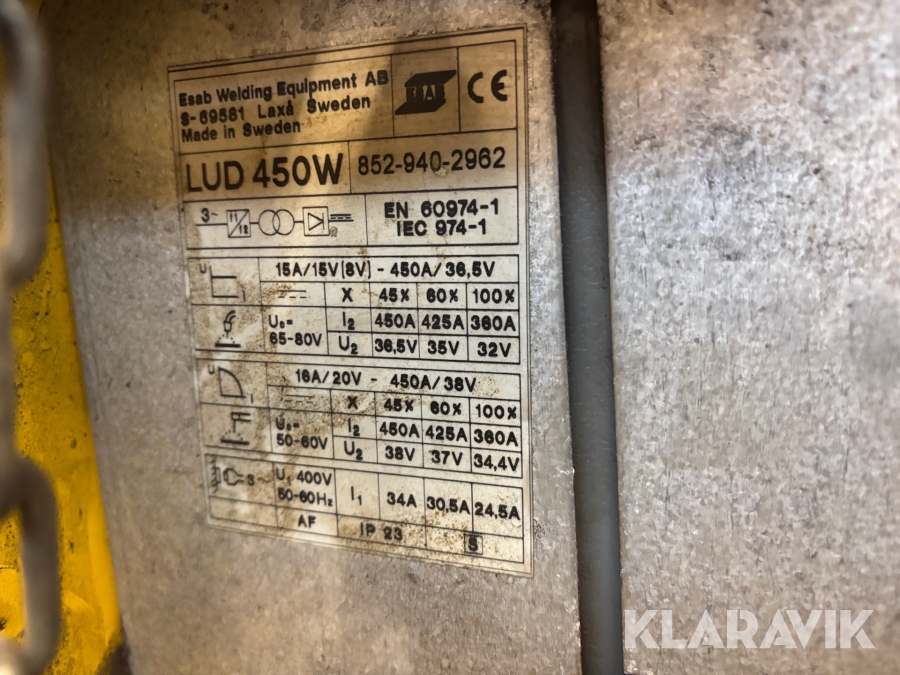 Esab Welding Equipment AB
S-69581 Laxå Sweden
Made in Sweden
ESAB
CE
LUD 450W 852-940-2962
3~ f1/f2
EN 60974-1
IEC 974-1
U I 15A/15V(8V) - 450A/36,5V
X 45% 60% 100%
U₀= 65-80V
I₂ 450A 425A 360A
U₂ 36,5V 35V 32V
U I 16A/20V - 450A/38V
X 45% 60% 100%
U₀= 50-60V
I₂ 450A 425A 360A
U₂ 38V 37V 34,4V
3~ U₁ 400V
50-60Hz I₁ 34A 30,5A 24,5A
AF IP 23 S
KLARAVIK